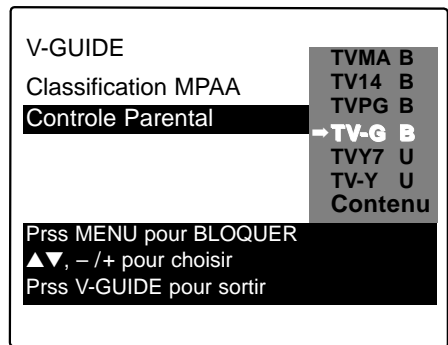 V-GUIDE
Classification MPAA
Controle Parental
TVMA B
TV14 B
TVPG B
➡TV-G B
TVY7 U
TV-Y U
Contenu
Prss MENU pour BLOQUER
▲▼, – /+ pour choisir
Prss V-GUIDE pour sortir